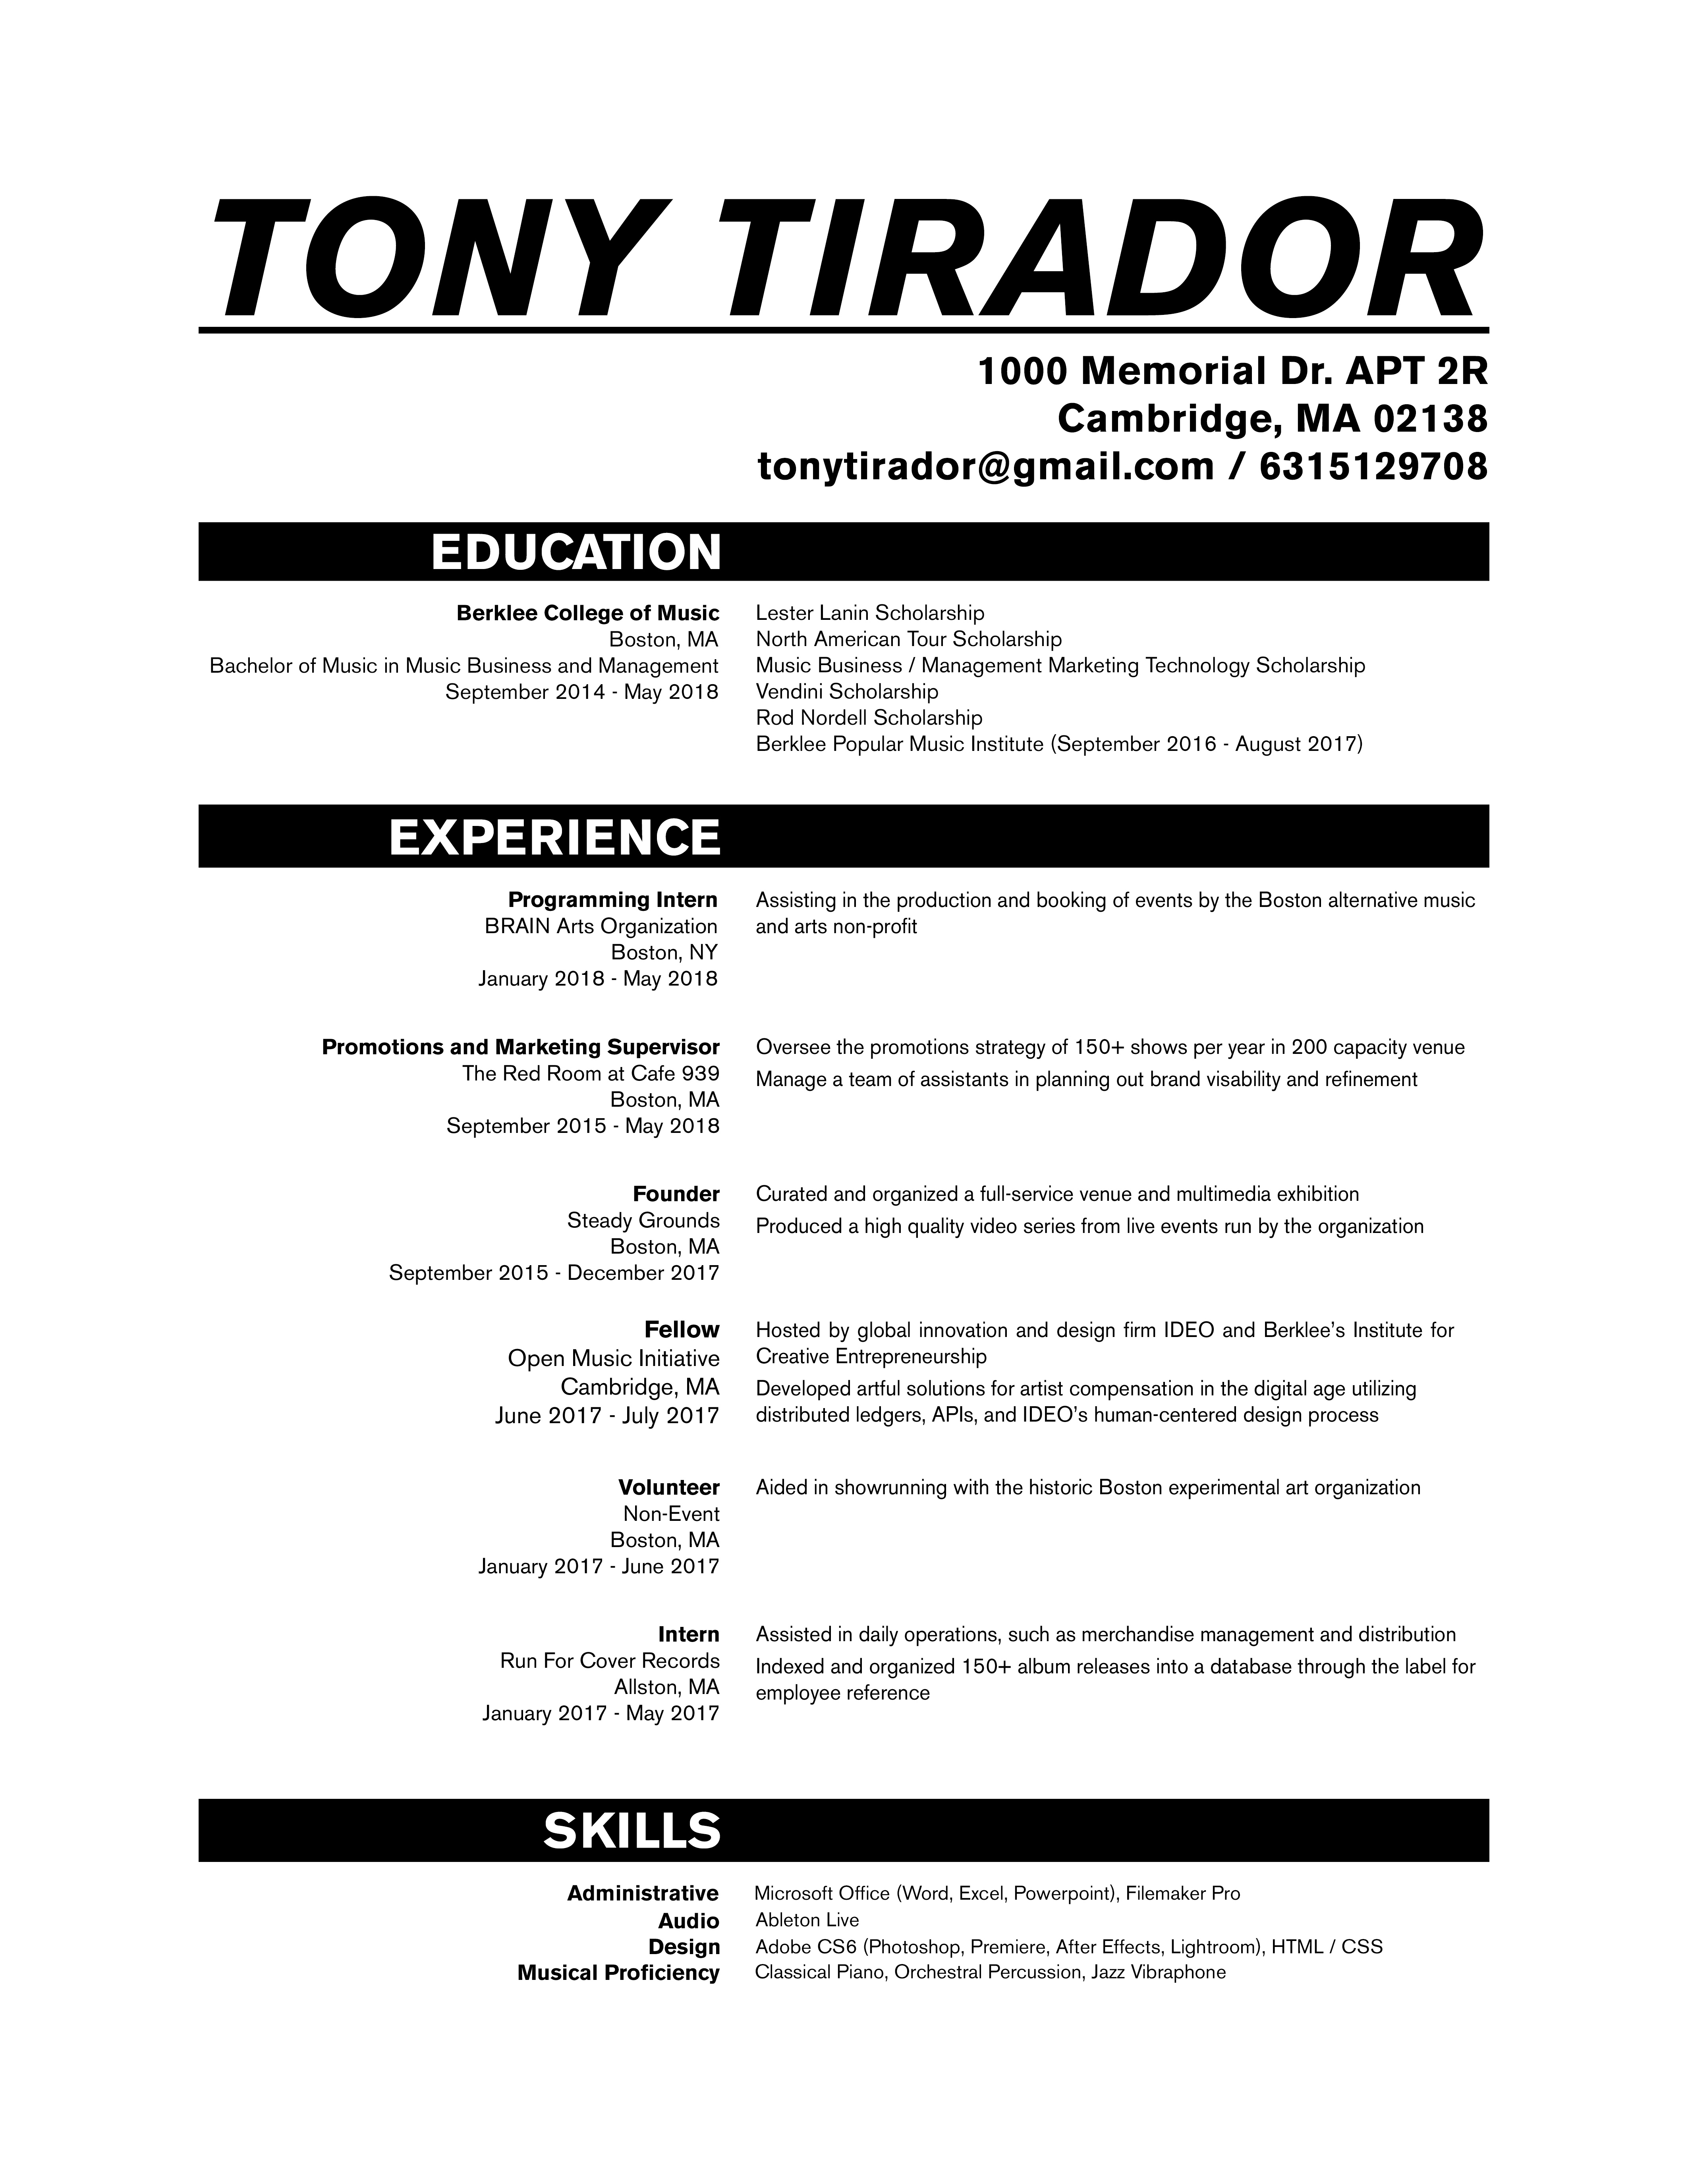 TONY TIRADOR
1000 Memorial Dr. APT 2R
Cambridge, MA 02138
tonytirador@gmail.com / 6315129708
EDUCATION
Berklee College of Music
Boston, MA
Bachelor of Music in Music Business and Management
September 2014 - May 2018
Lester Lanin Scholarship
North American Tour Scholarship
Music Business / Management Marketing Technology Scholarship
Vendini Scholarship
Rod Nordell Scholarship
Berklee Popular Music Institute (September 2016 - August 2017)
EXPERIENCE
Programming Intern
BRAIN Arts Organization
Boston, NY
January 2018 - May 2018
Assisting in the production and booking of events by the Boston alternative music
and arts non-profit
Promotions and Marketing Supervisor
The Red Room at Cafe 939
Boston, MA
September 2015 - May 2018
Oversee the promotions strategy of 150+ shows per year in 200 capacity venue
Manage a team of assistants in planning out brand visability and refinement
Founder
Steady Grounds
Boston, MA
September 2015 - December 2017
Curated and organized a full-service venue and multimedia exhibition
Produced a high quality video series from live events run by the organization
Fellow
Open Music Initiative
Cambridge, MA
June 2017 - July 2017
Hosted by global innovation and design firm IDEO and Berklee’s Institute for
Creative Entrepreneurship
Developed artful solutions for artist compensation in the digital age utilizing
distributed ledgers, APIs, and IDEO’s human-centered design process
Volunteer
Non-Event
Boston, MA
January 2017 - June 2017
Aided in showrunning with the historic Boston experimental art organization
Intern
Run For Cover Records
Allston, MA
January 2017 - May 2017
Assisted in daily operations, such as merchandise management and distribution
Indexed and organized 150+ album releases into a database through the label for
employee reference
SKILLS
Administrative
Audio
Design
Musical Proficiency
Microsoft Office (Word, Excel, Powerpoint), Filemaker Pro
Ableton Live
Adobe CS6 (Photoshop, Premiere, After Effects, Lightroom), HTML / CSS
Classical Piano, Orchestral Percussion, Jazz Vibraphone